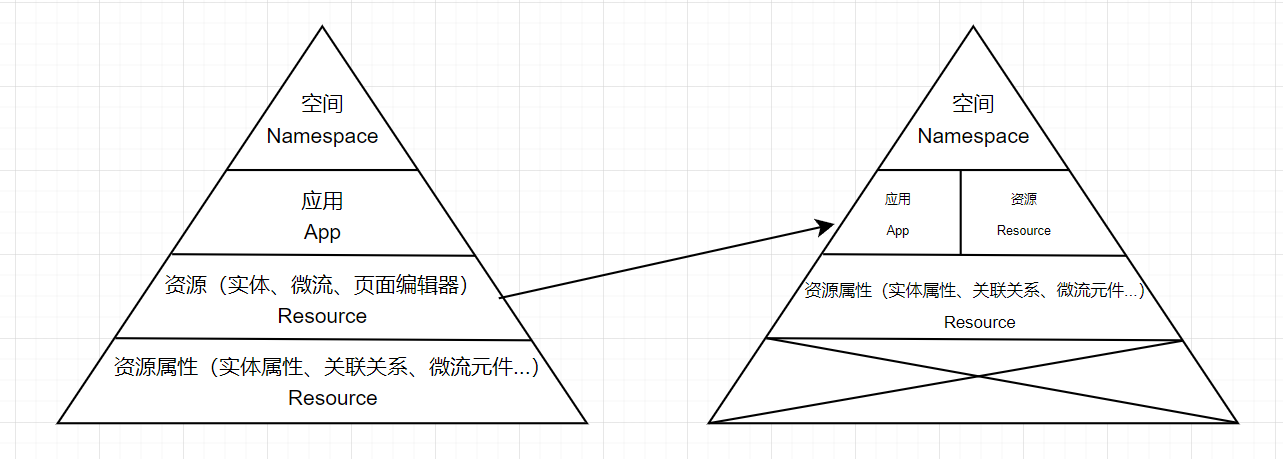 空间
Namespace
应用
App
资源（实体、微流、页面编辑器）
Resource
资源属性（实体属性、关联关系、微流元件...）
Resource
空间
Namespace
应用
App
资源
Resource
资源属性（实体属性、关联关系、微流元件...）
Resource